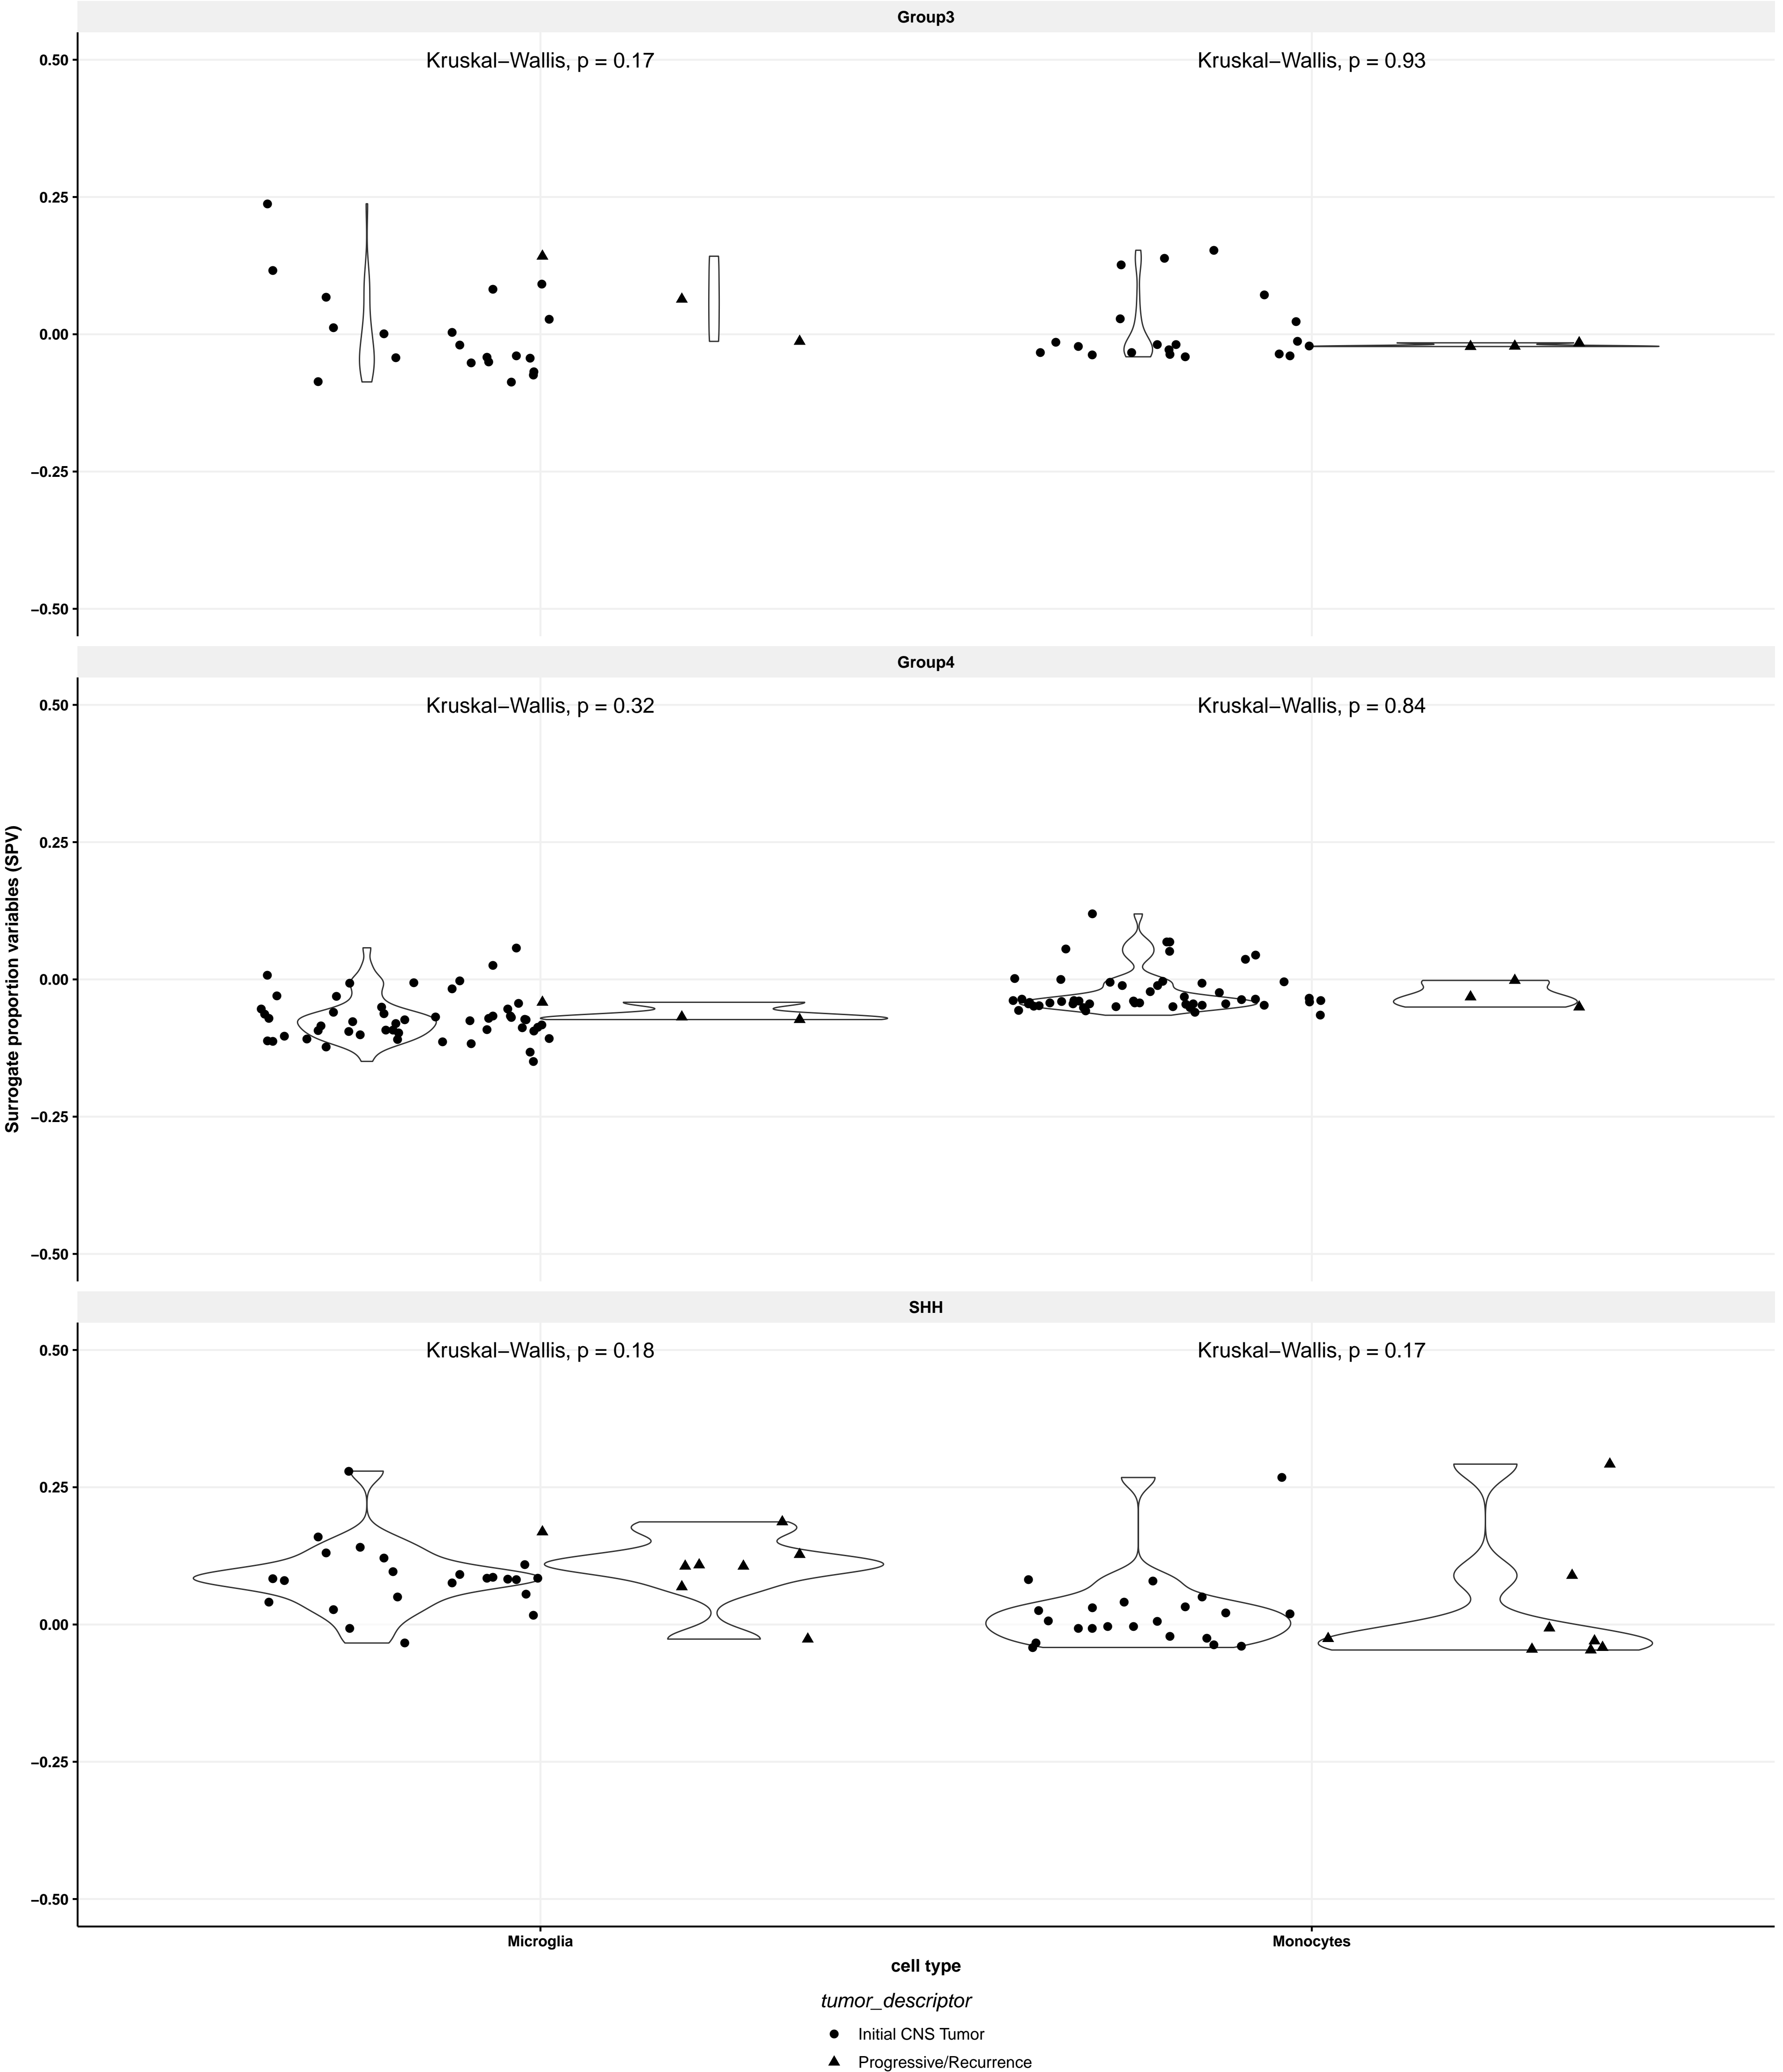 Group3
Kruskal−Wallis, p = 0.17
Kruskal−Wallis, p = 0.93
0.50
0.25
0.00
−0.25
−0.50
Group4
Kruskal−Wallis, p = 0.32
Kruskal−Wallis, p = 0.84
0.50
0.25
0.00
−0.25
−0.50
Surrogate proportion variables (SPV)
SHH
Kruskal−Wallis, p = 0.18
Kruskal−Wallis, p = 0.17
0.50
0.25
0.00
−0.25
−0.50
Microglia
Monocytes
cell type
tumor_descriptor
Initial CNS Tumor
Progressive/Recurrence